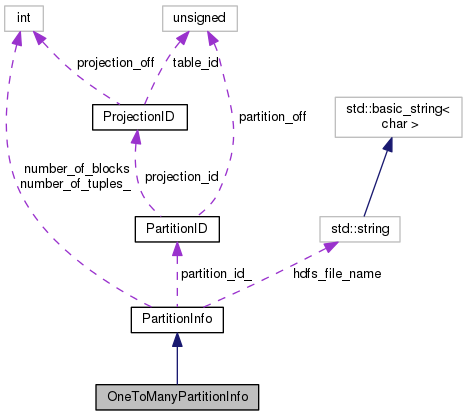 int
unsigned
projection_off
table_id
ProjectionID
std::basic_string<
char >
partition_off
number_of_blocks
number_of_tuples_
projection_id
PartitionID
std::string
partition_id_
hdfs_file_name
PartitionInfo
OneToManyPartitionInfo